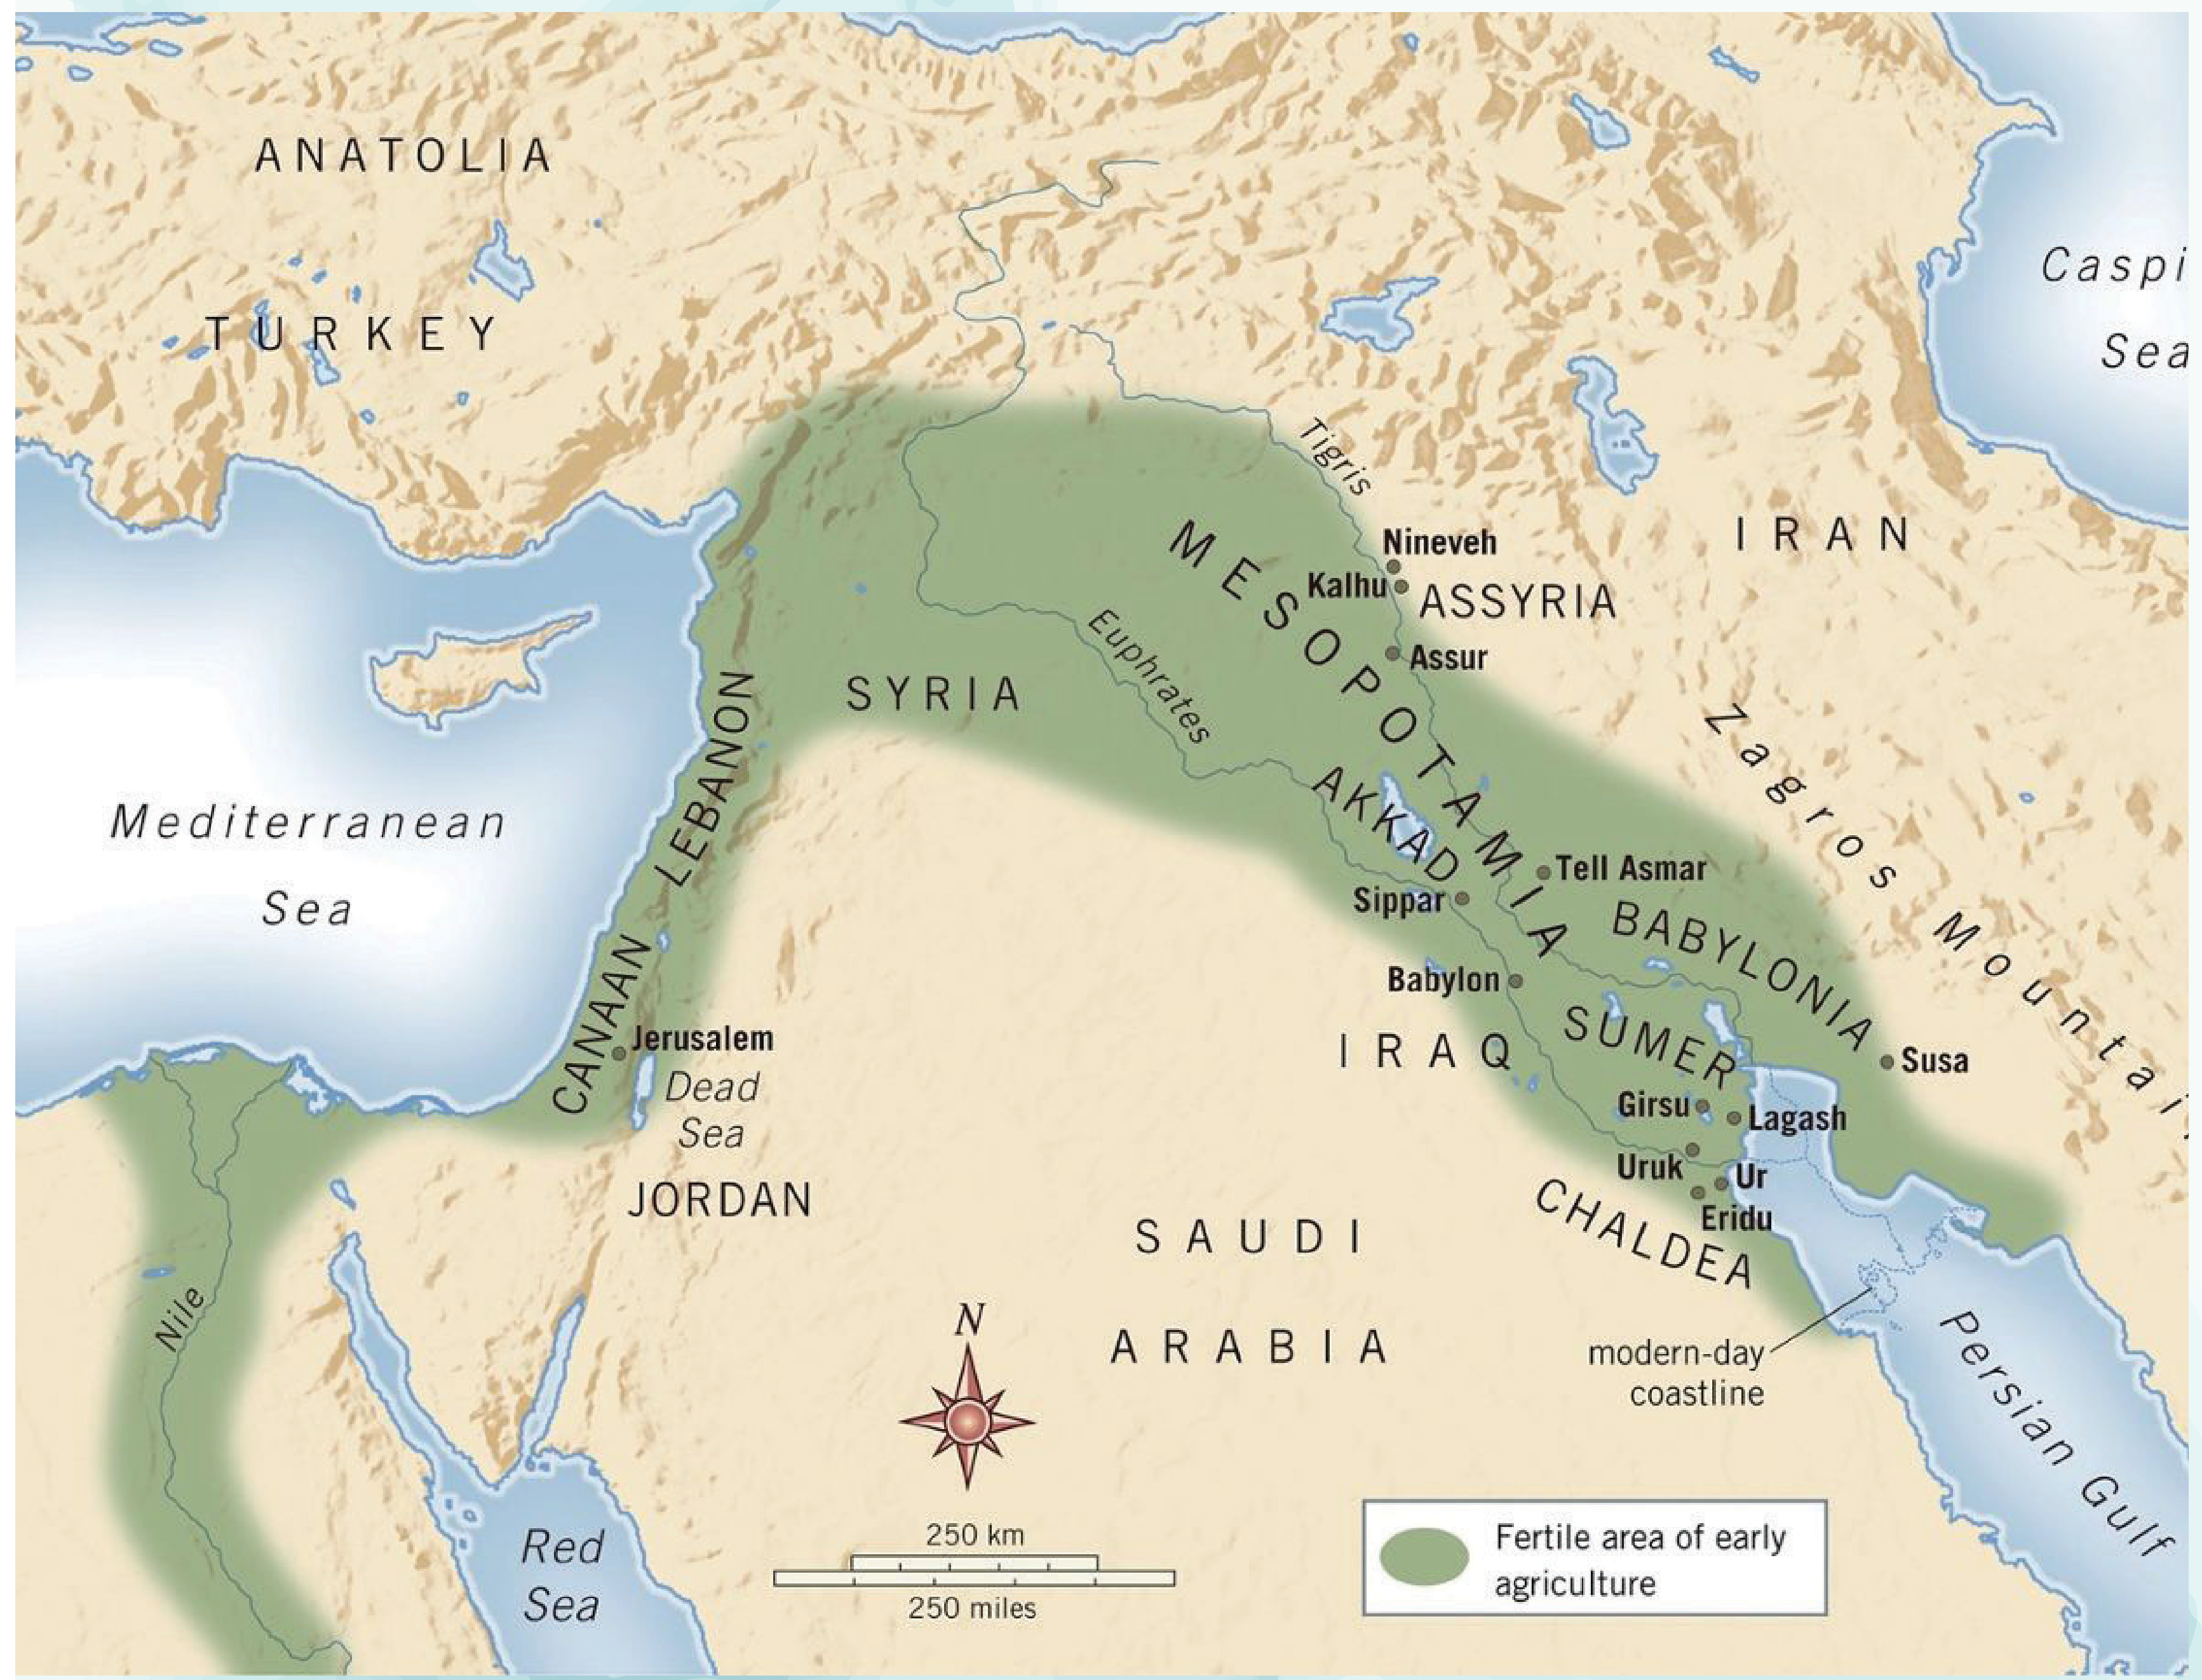 ANATOLIA
TURKEY
Caspi
Sea
Tigris
IRAN
MESOPOTAMIA
Nineveh
Kalhu
ASSYRIA
Assur
Euphrates
SYRIA
LEBANON
Zagros Mountai
Mediterranean
Sea
AKKAD
Tell Asmar
Sippar
BABYLONIA
Babylon
CANAAN
Jerusalem
Dead
Sea
IRAQ
SUMER
Susa
Girsu
Lagash
Uruk
Ur
Eridu
JORDAN
CHALDEA
SAUDI
ARABIA
Nile
N
modern-day
coastline
Persian Gulf
Red
Sea
250 km
250 miles
Fertile area of early
agriculture